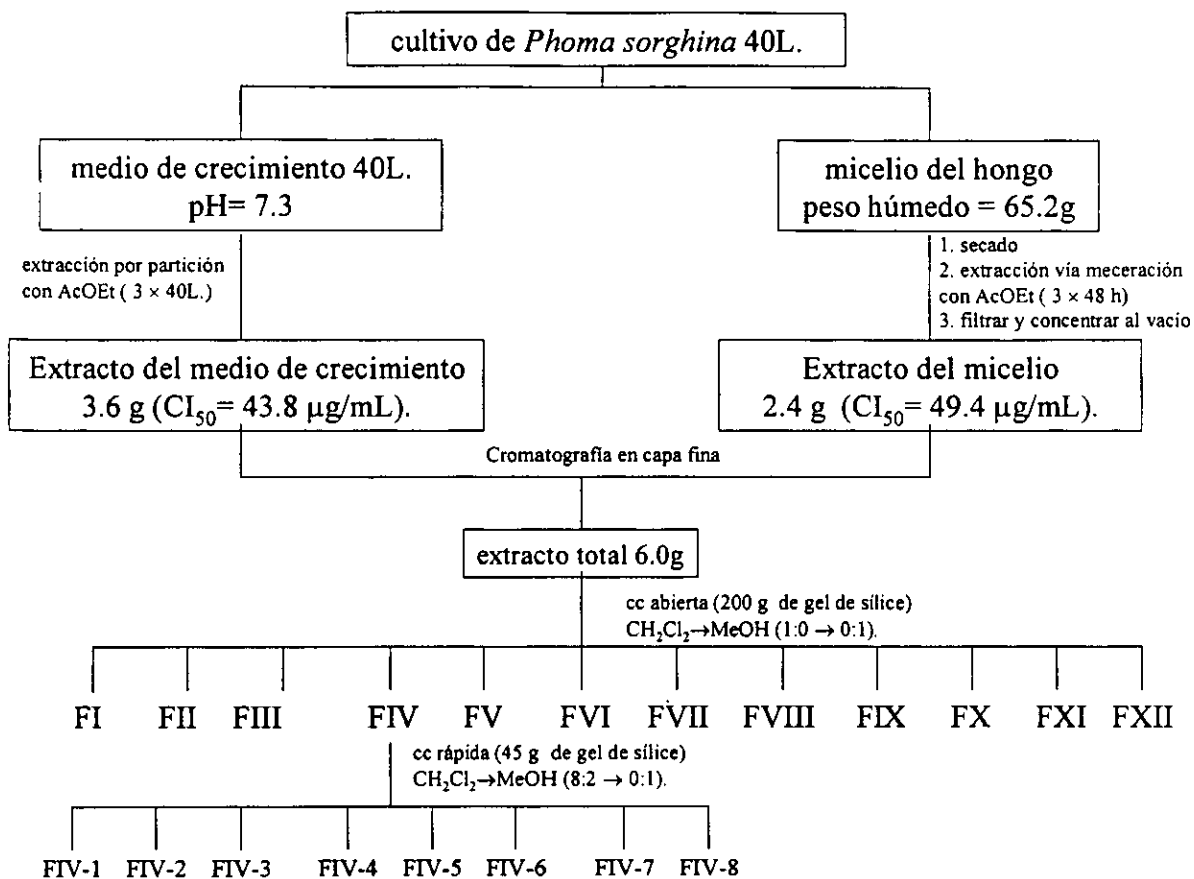 cultivo de Phoma sorghina 40L.
medio de crecimiento 40L.
pH= 7.3
micelio del hongo
peso húmedo = 65.2g
extracción por partición
con AcOEt ( 3 × 40L.)
1. secado
2. extracción vía meceración
con AcOEt ( 3 × 48 h)
3. filtrar y concentrar al vacío
Extracto del medio de crecimiento
3.6 g (CI₅₀= 43.8 µg/mL).
Extracto del micelio
2.4 g (CI₅₀= 49.4 µg/mL).
Cromatografía en capa fina
extracto total 6.0g
cc abierta (200 g de gel de sílice)
CH₂Cl₂→MeOH (1:0 → 0:1).
FI FII FIII FIV FV FVI FVII FVIII FIX FX FXI FXII
cc rápida (45 g de gel de sílice)
CH₂Cl₂→MeOH (8:2 → 0:1).
FIV-1 FIV-2 FIV-3 FIV-4 FIV-5 FIV-6 FIV-7 FIV-8